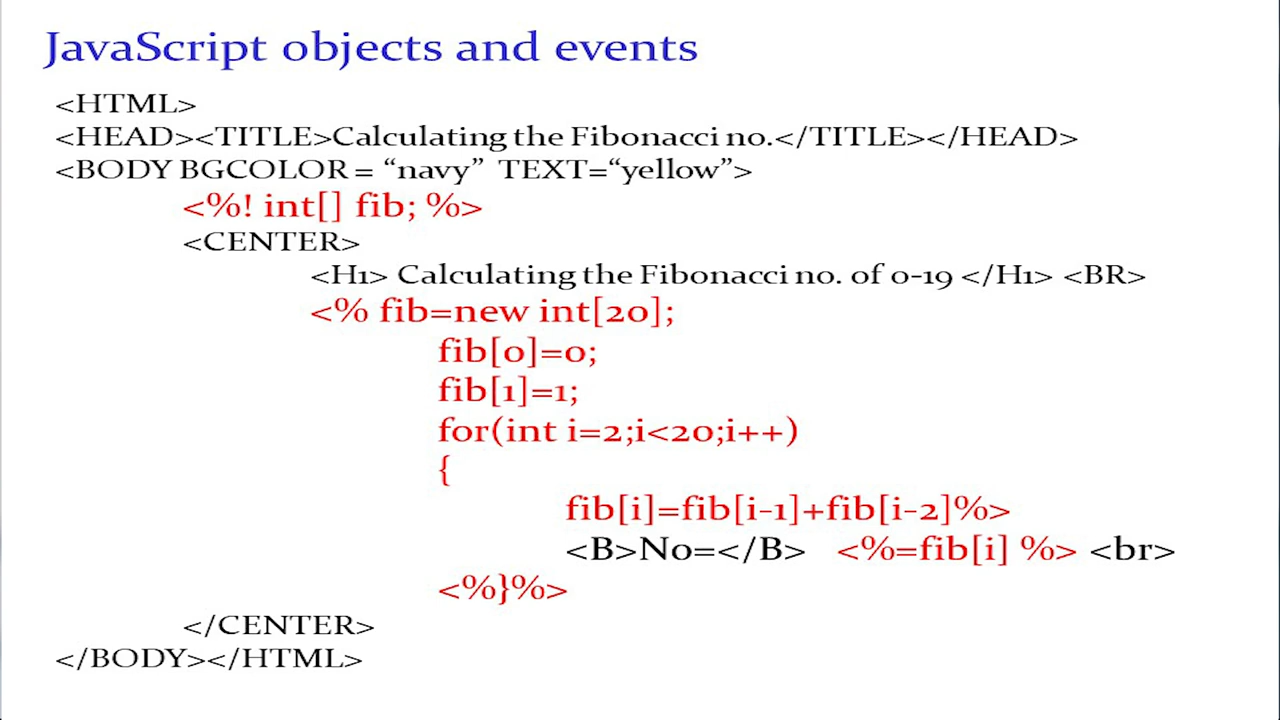 JavaScript objects and events
<HTML>
<HEAD><TITLE>Calculating the Fibonacci no.</TITLE></HEAD>
<BODY BGCOLOR = “navy” TEXT=“yellow”>
<%! int[] fib; %>
<CENTER>
<H1> Calculating the Fibonacci no. of 0-19 </H1> <BR>
<% fib=new int[20];
fib[0]=0;
fib[1]=1;
for(int i=2;i<20;i++)
{
fib[i]=fib[i-1]+fib[i-2]%>
<B>No=</B> <%=fib[i] %> <br>
<%}%>
</CENTER>
</BODY></HTML>